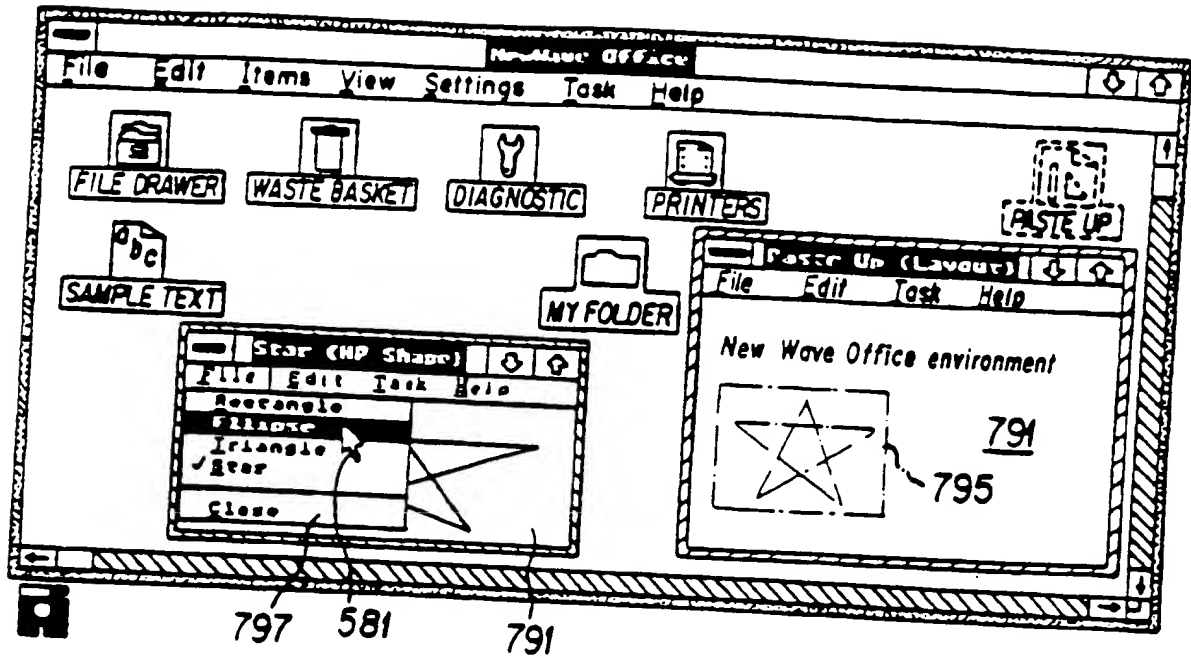 NewWave Office
File Edit Items View Settings Task Help
FILE DRAWER WASTE BASKET DIAGNOSTIC PRINTERS PASTE UP
abc
SAMPLE TEXT MY FOLDER
Paste Up (Layout)
File Edit Task Help
New Wave Office environment
791
795
Star (HP Shape)
File Edit Task Help
Rectangle
Ellipse
Triangle
✓ Star
Close
797 581 791